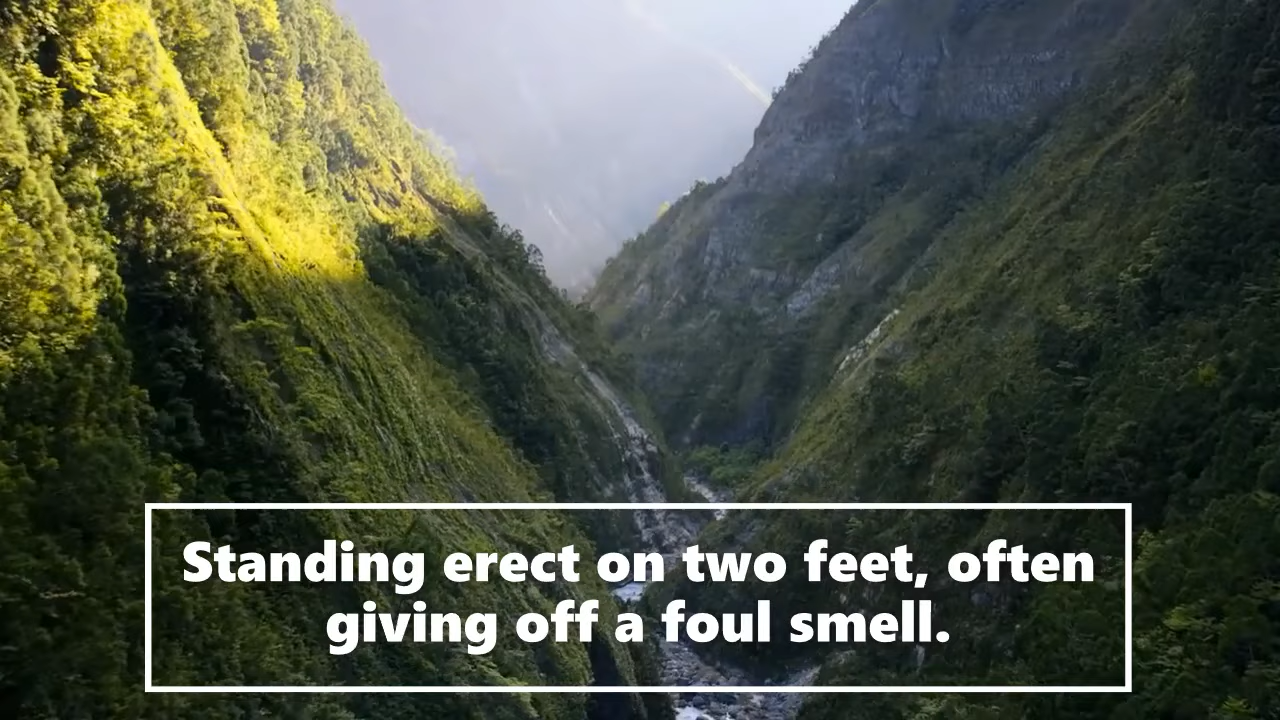 Standing erect on two feet, often
giving off a foul smell.